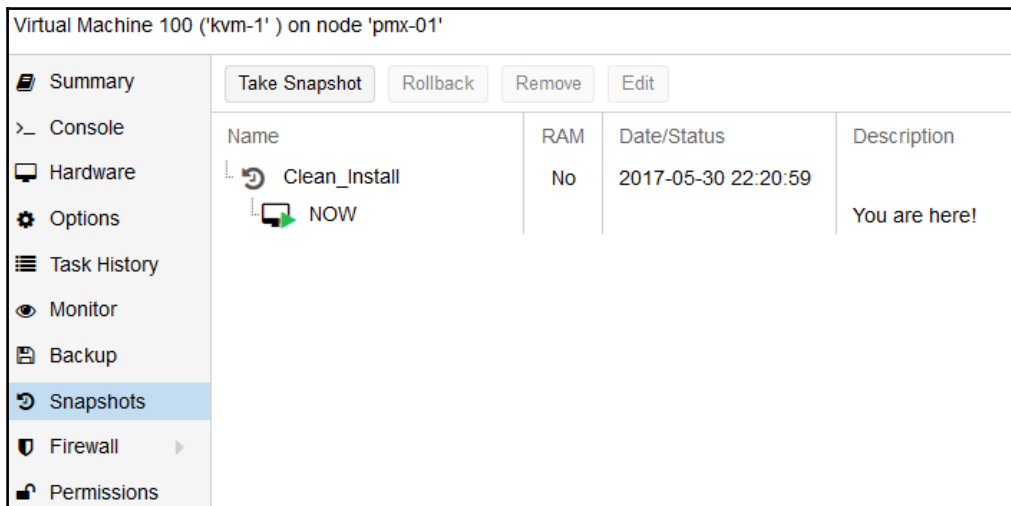 Virtual Machine 100 ('kvm-1' ) on node 'pmx-01'
Summary
Console
Hardware
Options
Task History
Monitor
Backup
Snapshots
Firewall
Permissions
Take Snapshot Rollback Remove Edit
Name RAM Date/Status Description
Clean_Install No 2017-05-30 22:20:59
NOW You are here!